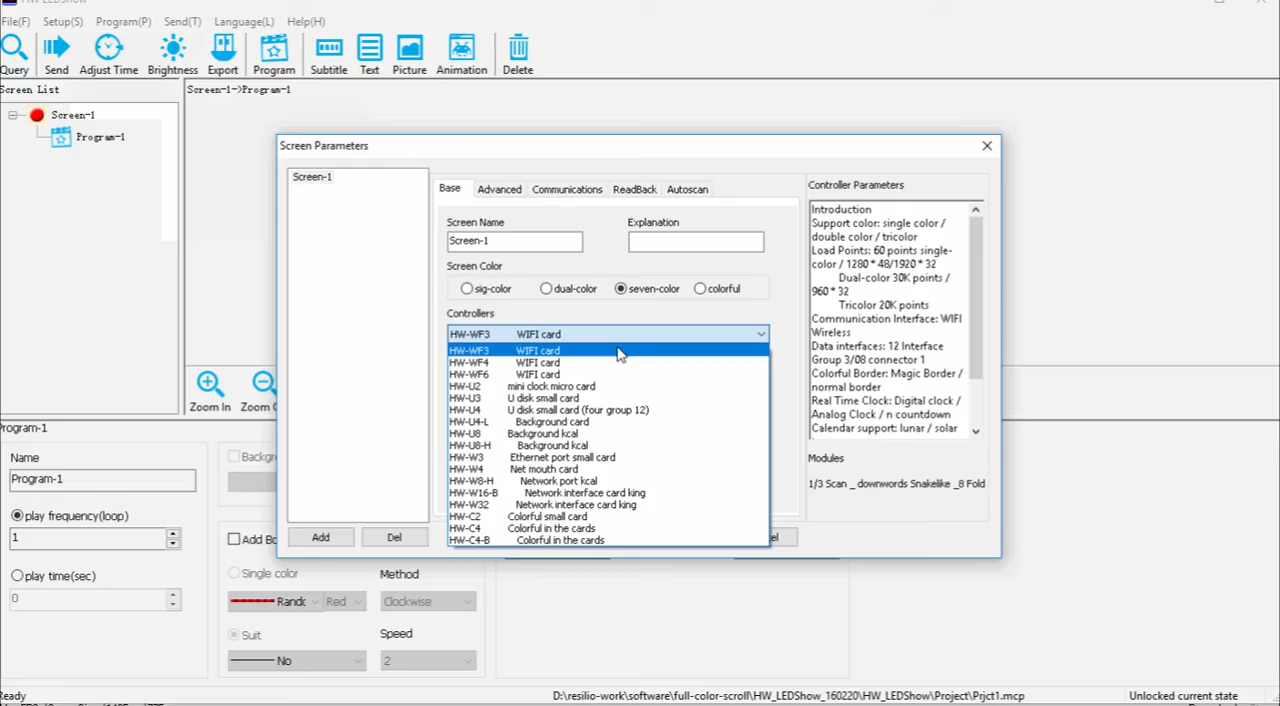 HW_LEDShow
File(F) Setup(S) Program(P) Send(T) Language(L) Help(H)
Query Send Adjust Time Brightness Export Program Subtitle Text Picture Animation Delete
Screen List
Screen-1->Program-1
Screen-1
Program-1
Screen Parameters
Screen-1
Base Advanced Communications ReadBack Autoscan
Screen Name Explanation
Screen-1
Screen Color
sig-color dual-color seven-color colorful
Controllers
HW-WF3 WIFI card
HW-WF3 WIFI card
HW-WF4 WIFI card
HW-WF6 WIFI card
HW-U2 mini clock micro card
HW-U3 U disk small card
HW-U4 U disk small card (four group 12)
HW-U4-L Background card
HW-U8 Background kcal
HW-U8-H Background kcal
HW-W3 Ethernet port small card
HW-W4 Net mouth card
HW-W8-H Network port kcal
HW-W16-B Network interface card king
HW-W32 Network interface card king
HW-C2 Colorful small card
HW-C4 Colorful in the cards
HW-C4-B Colorful in the cards
Add Del
Controller Parameters
Introduction
Support color: single color /
double color / tricolor
Load Points: 60 points single-
color / 1280 * 48/1920 * 32
Dual-color 30K points /
960 * 32
Tricolor 20K points
Communication Interface: WIFI
Wireless
Data interfaces: 12 Interface
Group 3/08 connector 1
Colorful Border: Magic Border /
normal border
Real Time Clock: Digital clock /
Analog Clock / n countdown
Calendar support: lunar / solar
Modules
1/3 Scan _ downwords Snakelike _8 Fold
Zoom In Zoom
Program-1
Name
Program-1
play frequency(loop)
1
play time(sec)
0
Single color Method
Red Clockwise
Suit Speed
No 2
Ready D:\resilio-work\software\full-color-scroll\HW_LEDShow_160220\HW_LEDShow\Project\Prjct1.mcp Unlocked current state